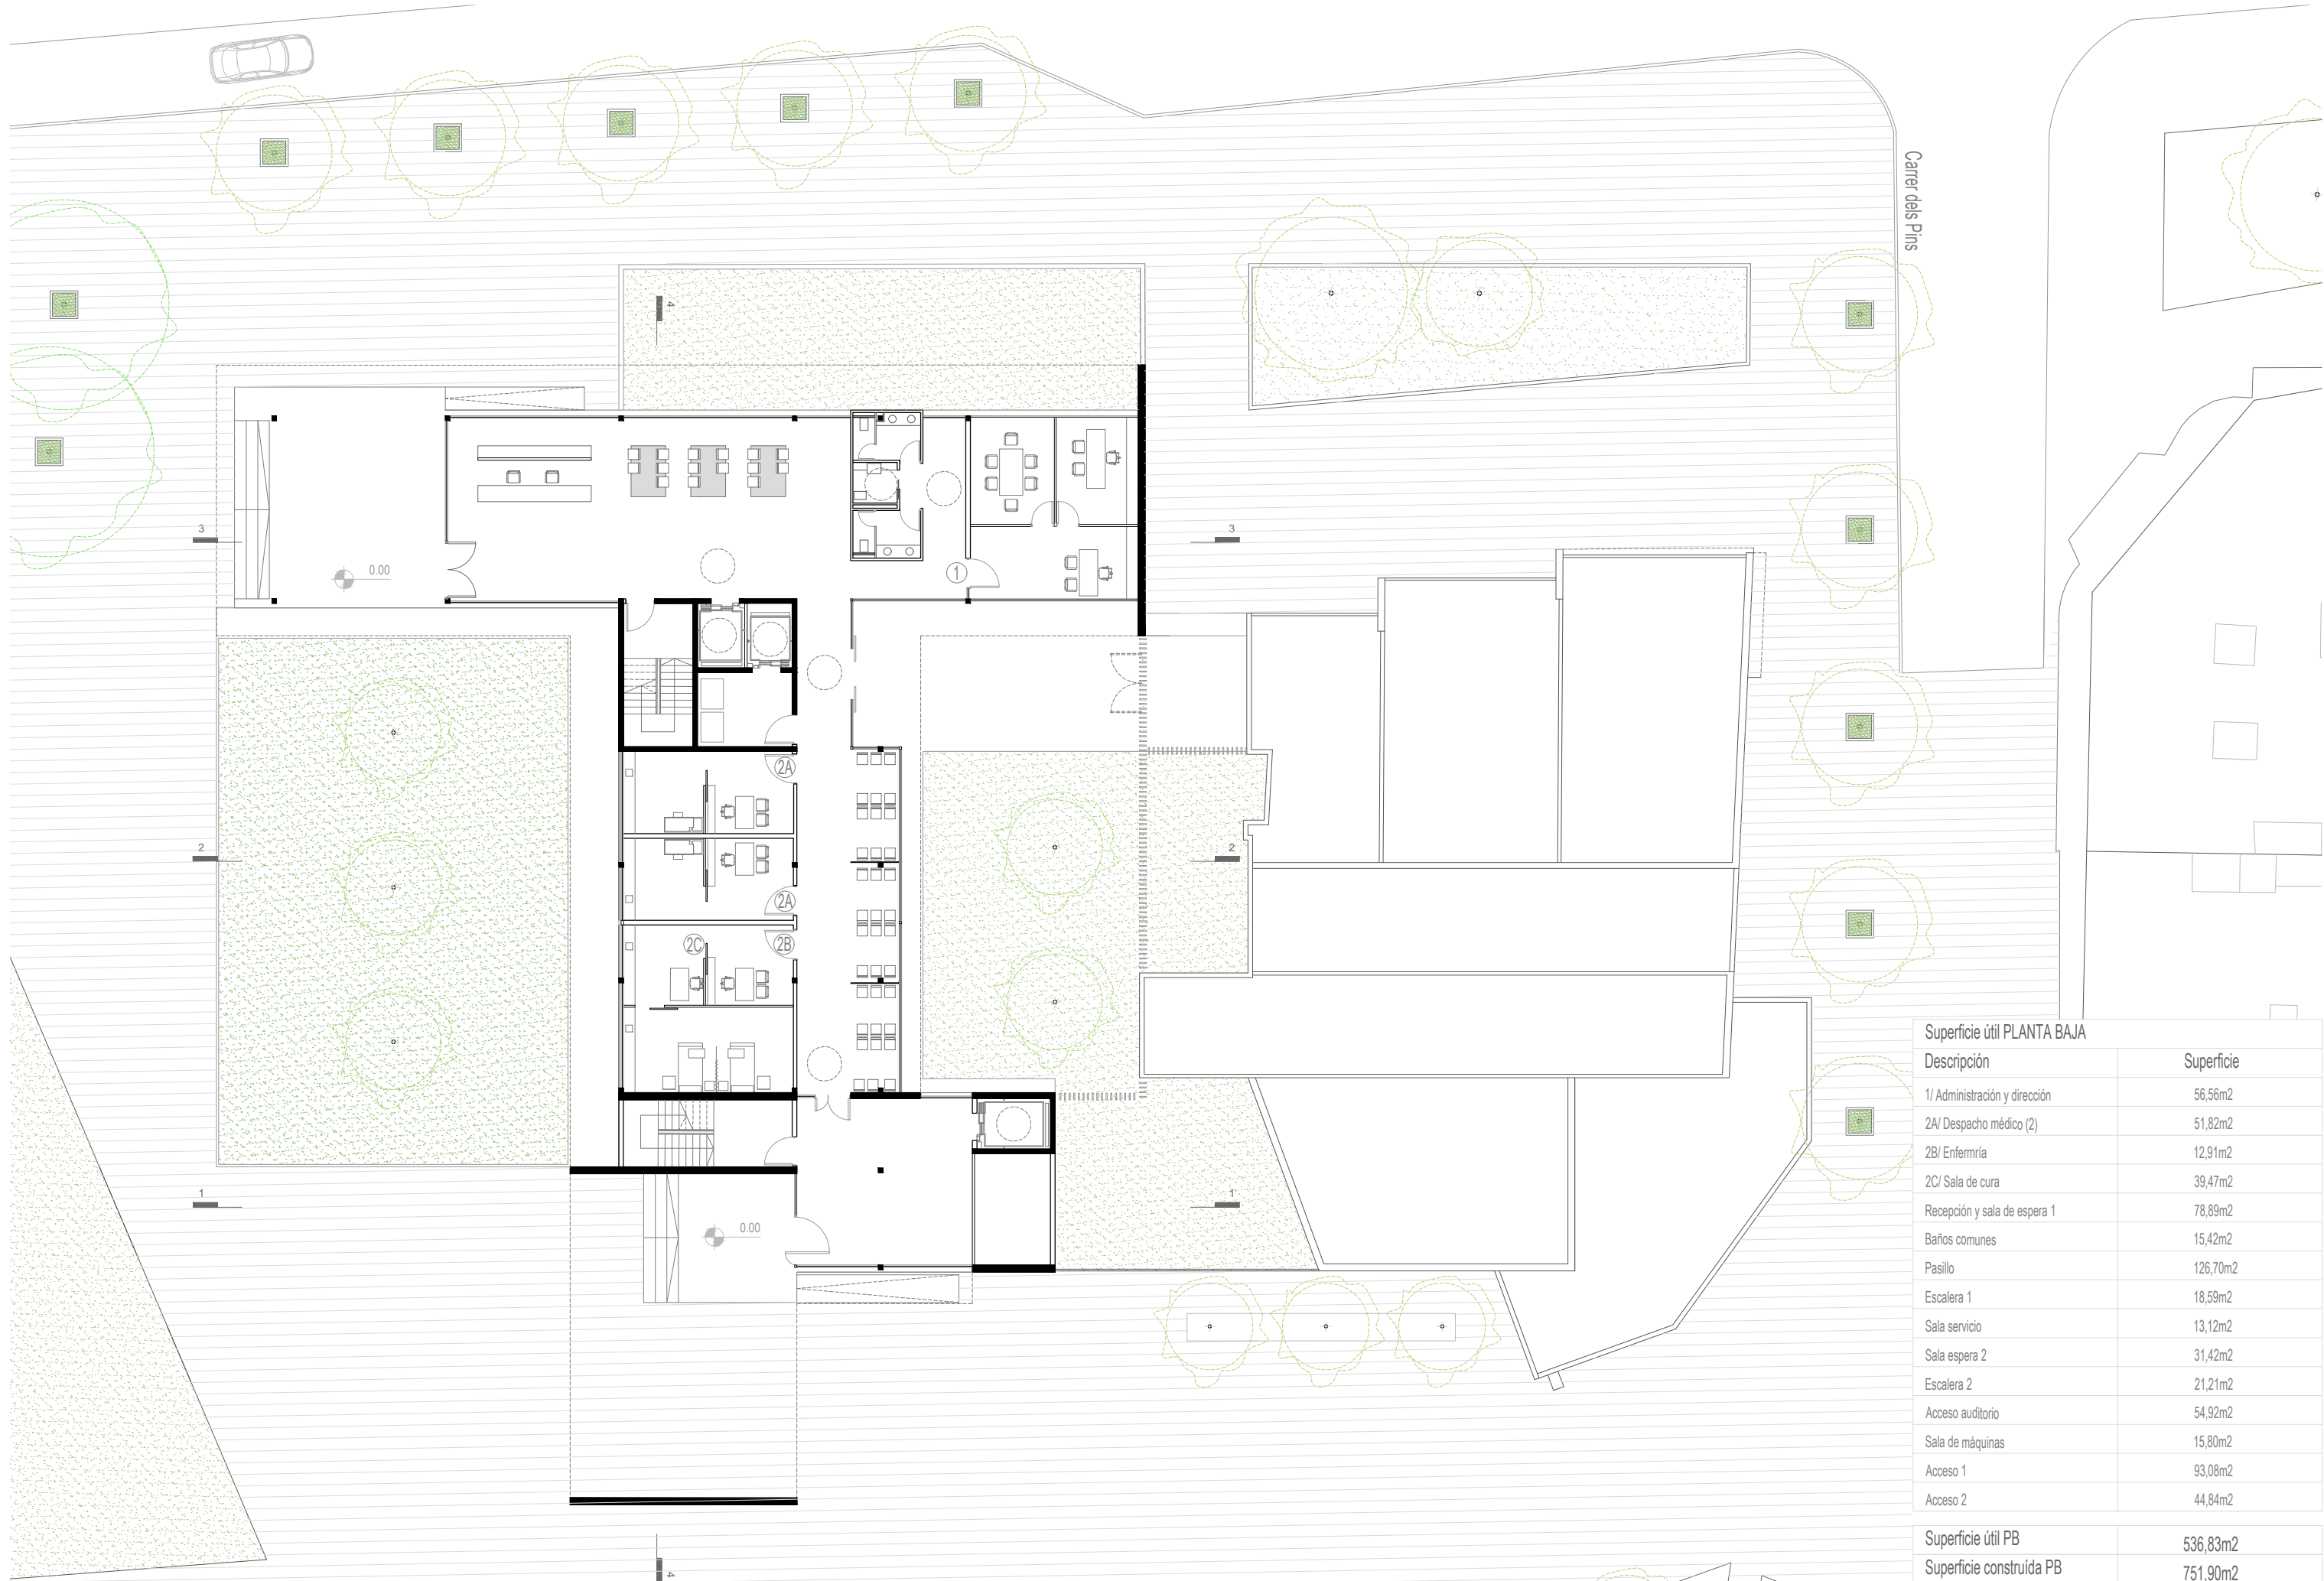 Carrer dels Pins
4
3
3
0.00
1
2A
2
2
2A
2C
2B
1
1
0.00
4
Superficie útil PLANTA BAJA
Descripción Superficie
1/ Administración y dirección 56,56m2
2A/ Despacho médico (2) 51,82m2
2B/ Enfermría 12,91m2
2C/ Sala de cura 39,47m2
Recepción y sala de espera 1 78,89m2
Baños comunes 15,42m2
Pasillo 126,70m2
Escalera 1 18,59m2
Sala servicio 13,12m2
Sala espera 2 31,42m2
Escalera 2 21,21m2
Acceso auditorio 54,92m2
Sala de máquinas 15,80m2
Acceso 1 93,08m2
Acceso 2 44,84m2
Superficie útil PB 536,83m2
Superficie construída PB 751,90m2